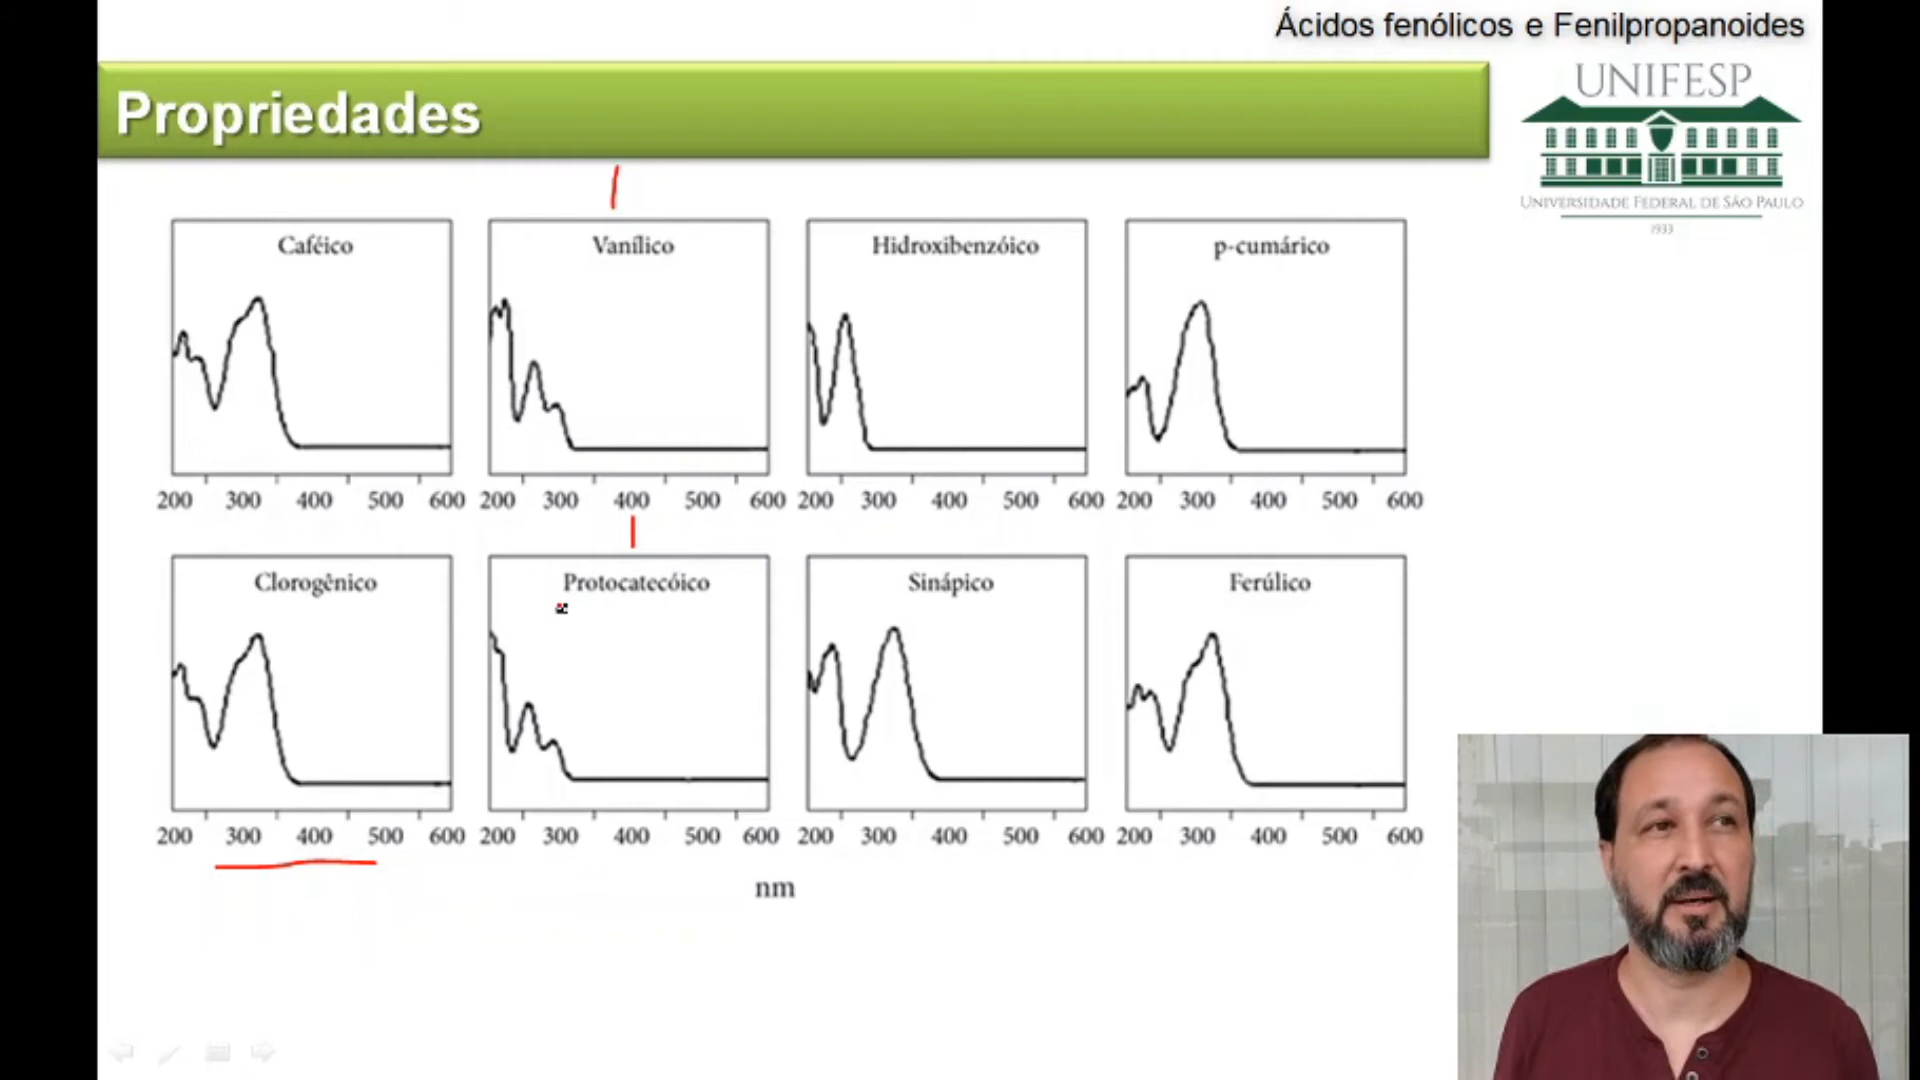 Ácidos fenólicos e Fenilpropanoides
Propriedades
UNIFESP
UNIVERSIDADE FEDERAL DE SÃO PAULO
1933
Caféico
Vanílico
Hidroxibenzóico
p-cumárico
200 300 400 500 600
200 300 400 500 600
200 300 400 500 600
200 300 400 500 600
Clorogênico
Protocatecóico
Sinápico
Ferúlico
200 300 400 500 600
200 300 400 500 600
200 300 400 500 600
200 300 400 500 600
nm